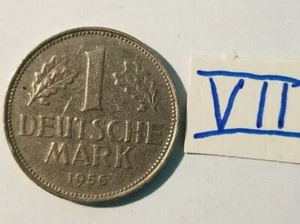 1
DEUTSCHE
MARK
1956
VII